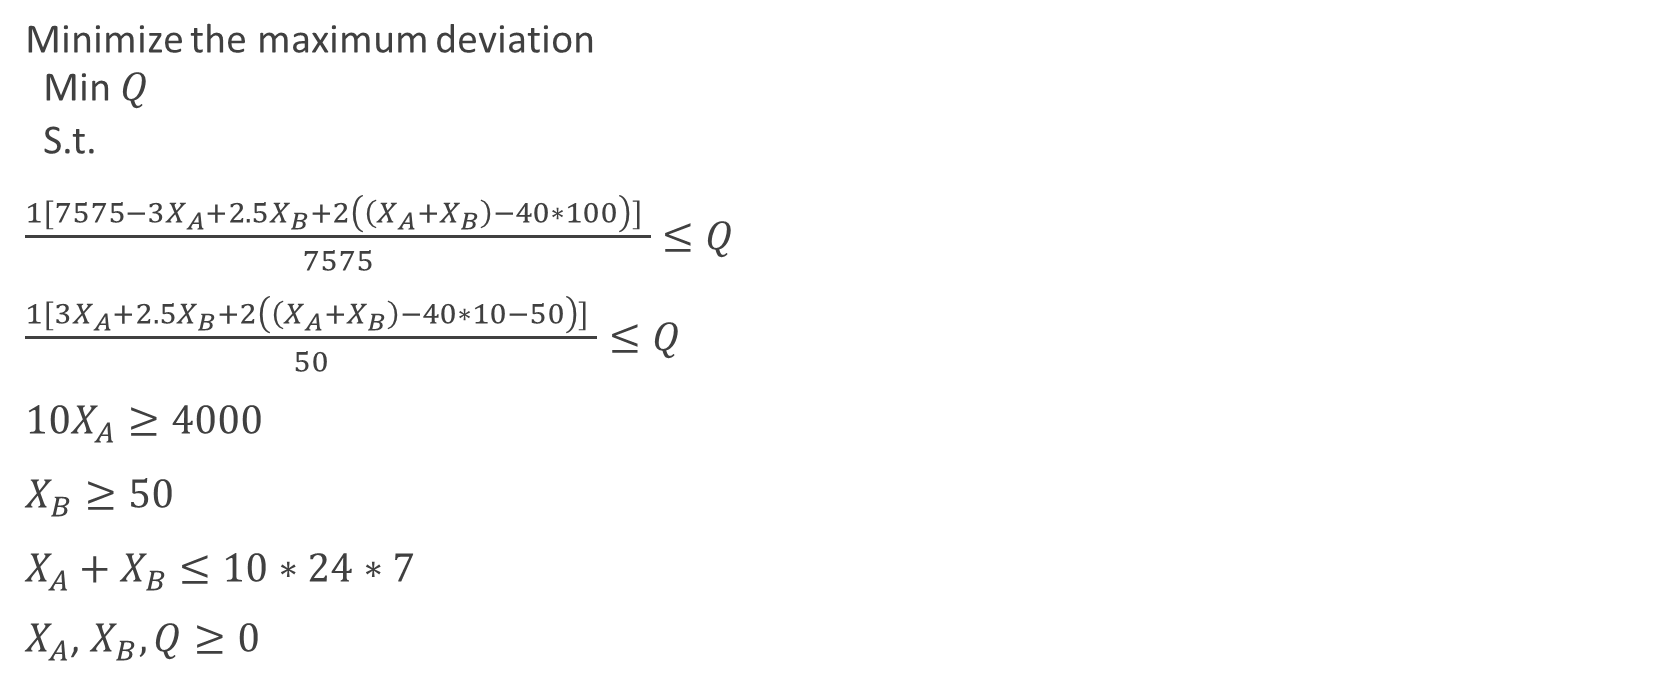 Minimize the maximum deviation
Min Q
S.t.
1[7575−3X_A+2.5X_B+2((X_A+X_B)−40∗100)]
7575
≤ Q
1[3X_A+2.5X_B+2((X_A+X_B)−40∗10−50)]
50
≤ Q
10X_A ≥ 4000
X_B ≥ 50
X_A + X_B ≤ 10 ∗ 24 ∗ 7
X_A, X_B, Q ≥ 0